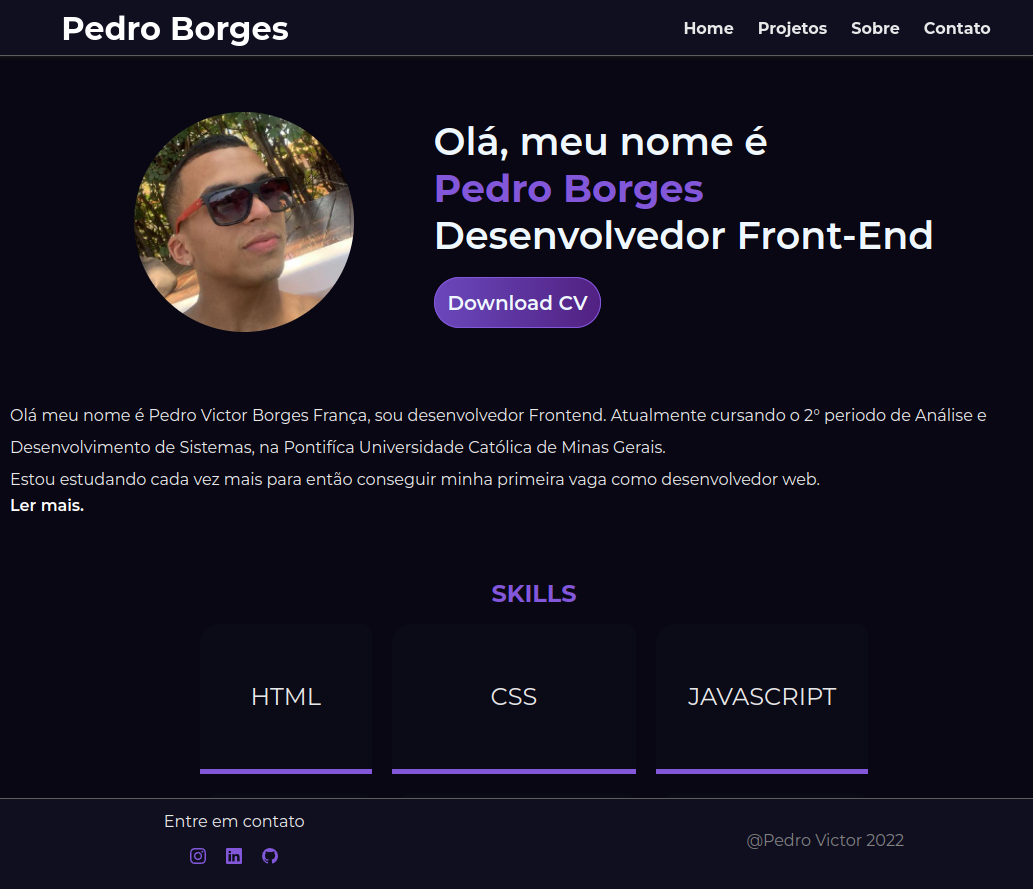 Pedro Borges
Home Projetos Sobre Contato
Olá, meu nome é
Pedro Borges
Desenvolvedor Front-End
Download CV
Olá meu nome é Pedro Victor Borges França, sou desenvolvedor Frontend. Atualmente cursando o 2° periodo de Análise e
Desenvolvimento de Sistemas, na Pontifíca Universidade Católica de Minas Gerais.
Estou estudando cada vez mais para então conseguir minha primeira vaga como desenvolvedor web.
Ler mais.
SKILLS
HTML CSS JAVASCRIPT
Entre em contato
@Pedro Victor 2022